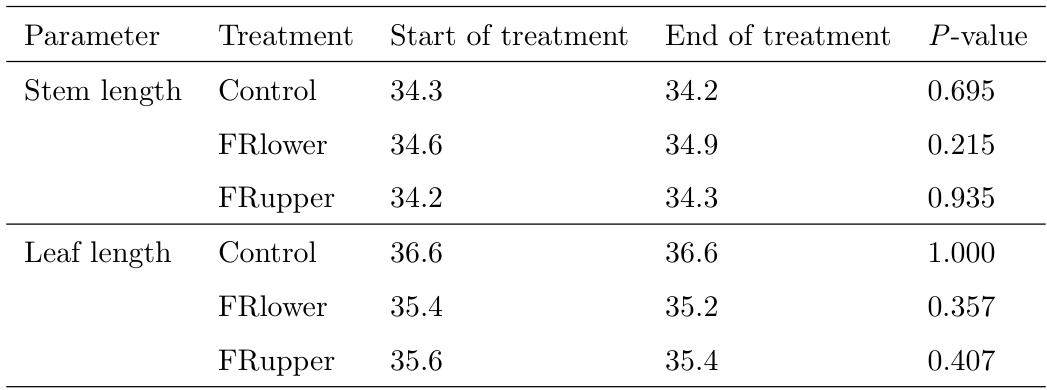 Parameter Treatment Start of treatment End of treatment P-value
Stem length Control 34.3 34.2 0.695
FRlower 34.6 34.9 0.215
FRupper 34.2 34.3 0.935
Leaf length Control 36.6 36.6 1.000
FRlower 35.4 35.2 0.357
FRupper 35.6 35.4 0.407